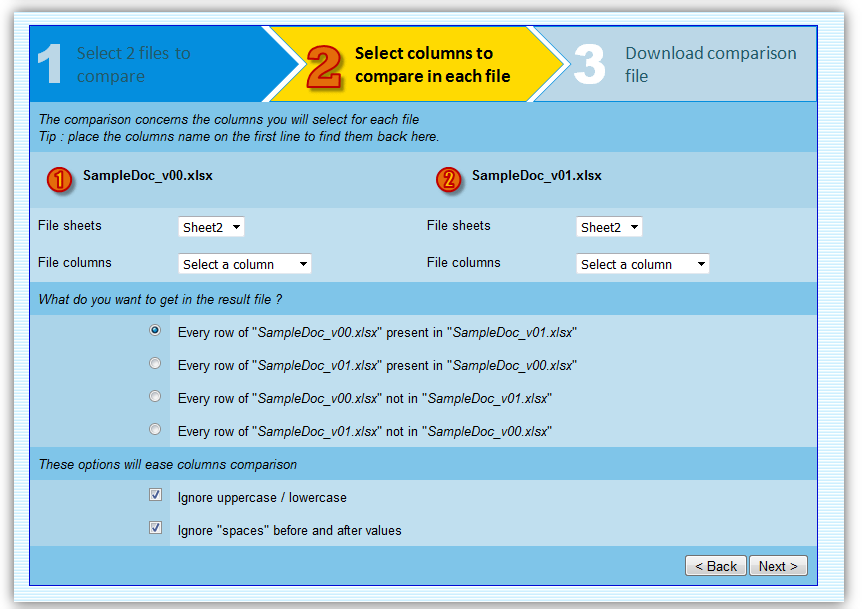 1 Select 2 files to
compare
2 Select columns to
compare in each file
3 Download comparison
file
The comparison concerns the columns you will select for each file
Tip : place the columns name on the first line to find them back here.
1 SampleDoc_v00.xlsx
2 SampleDoc_v01.xlsx
File sheets Sheet2 File sheets Sheet2
File columns Select a column File columns Select a column
What do you want to get in the result file ?
Every row of "SampleDoc_v00.xlsx" present in "SampleDoc_v01.xlsx"
Every row of "SampleDoc_v01.xlsx" present in "SampleDoc_v00.xlsx"
Every row of "SampleDoc_v00.xlsx" not in "SampleDoc_v01.xlsx"
Every row of "SampleDoc_v01.xlsx" not in "SampleDoc_v00.xlsx"
These options will ease columns comparison
Ignore uppercase / lowercase
Ignore "spaces" before and after values
< Back Next >